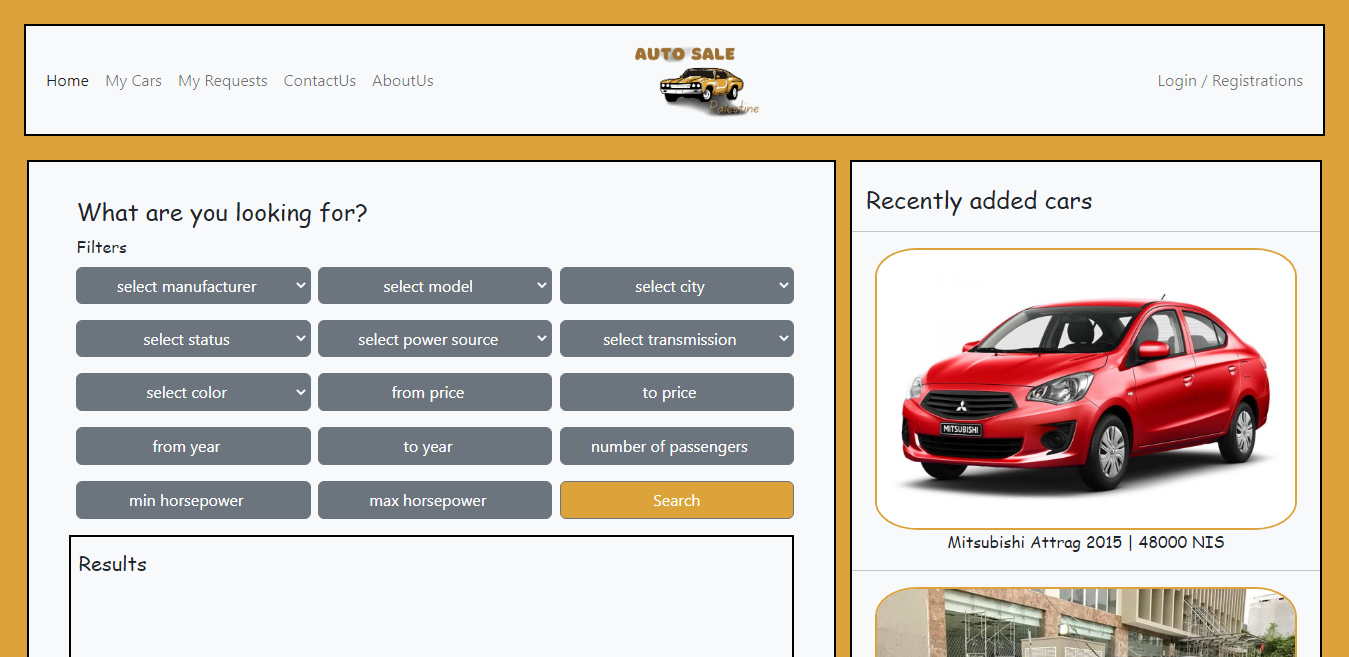 AUTO SALE
Palestine
Home My Cars My Requests ContactUs AboutUs
Login / Registrations
What are you looking for?
Filters
select manufacturer select model select city
select status select power source select transmission
select color from price to price
from year to year number of passengers
min horsepower max horsepower Search
Results
Recently added cars
MITSUBISHI
Mitsubishi Attrag 2015 | 48000 NIS